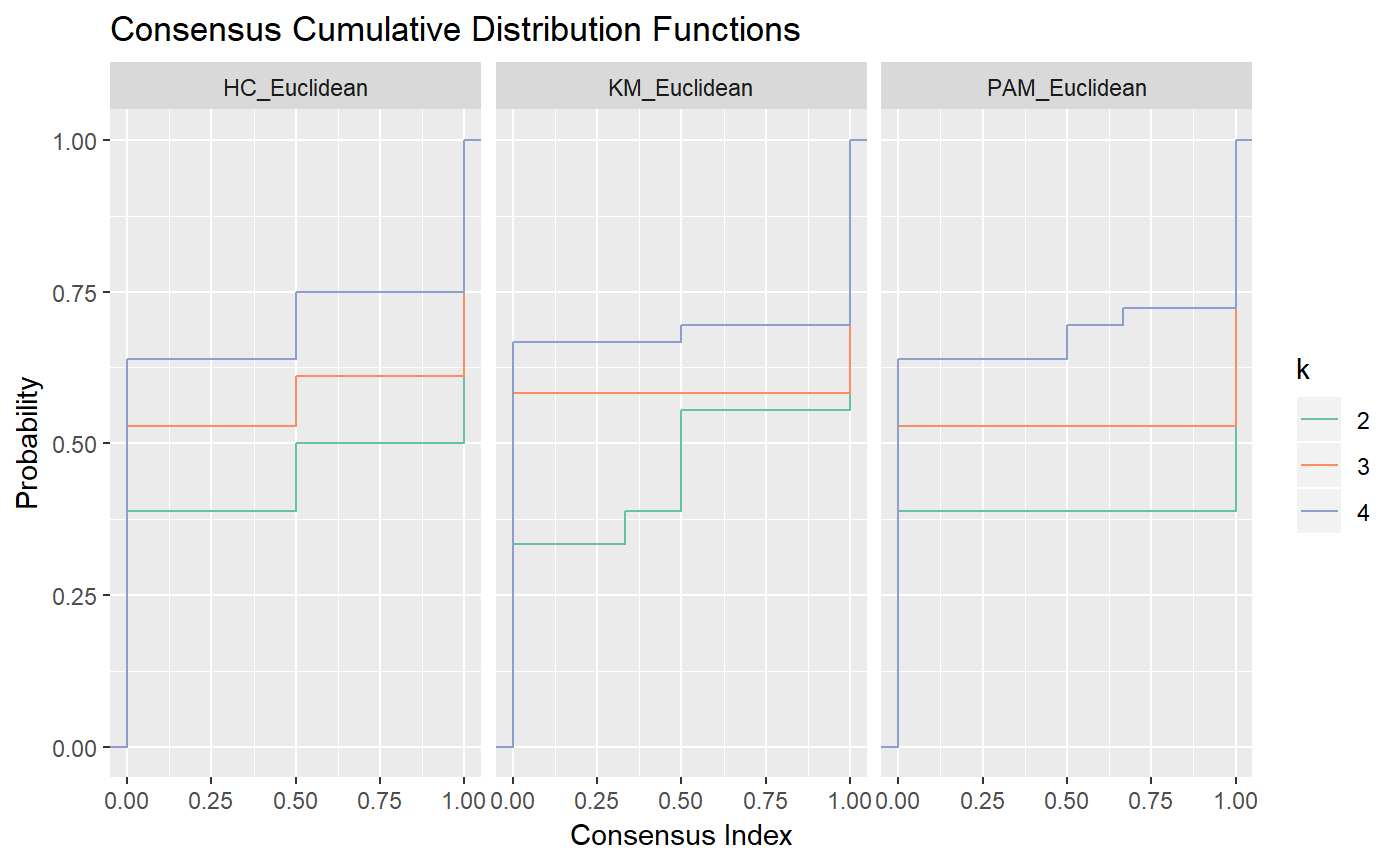 Consensus Cumulative Distribution Functions
HC_Euclidean KM_Euclidean PAM_Euclidean
1.00
0.75
0.50
0.25
0.00
Probability
0.00 0.25 0.50 0.75 1.00 0.00 0.25 0.50 0.75 1.00 0.00 0.25 0.50 0.75 1.00
Consensus Index
k
2
3
4